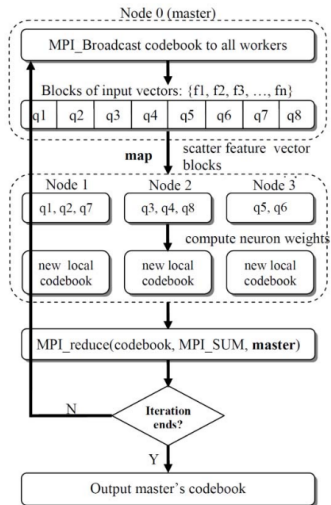 Node 0 (master)
MPI_Broadcast codebook to all workers
Blocks of input vectors: {f1, f2, f3, …, fn}
q1 q2 q3 q4 q5 q6 q7 q8
map scatter feature vector
blocks
Node 1 Node 2 Node 3
q1, q2, q7 q3, q4, q8 q5, q6
compute neuron weights
new local new local new local
codebook codebook codebook
MPI_reduce(codebook, MPI_SUM, master)
N
Iteration
ends?
Y
Output master's codebook